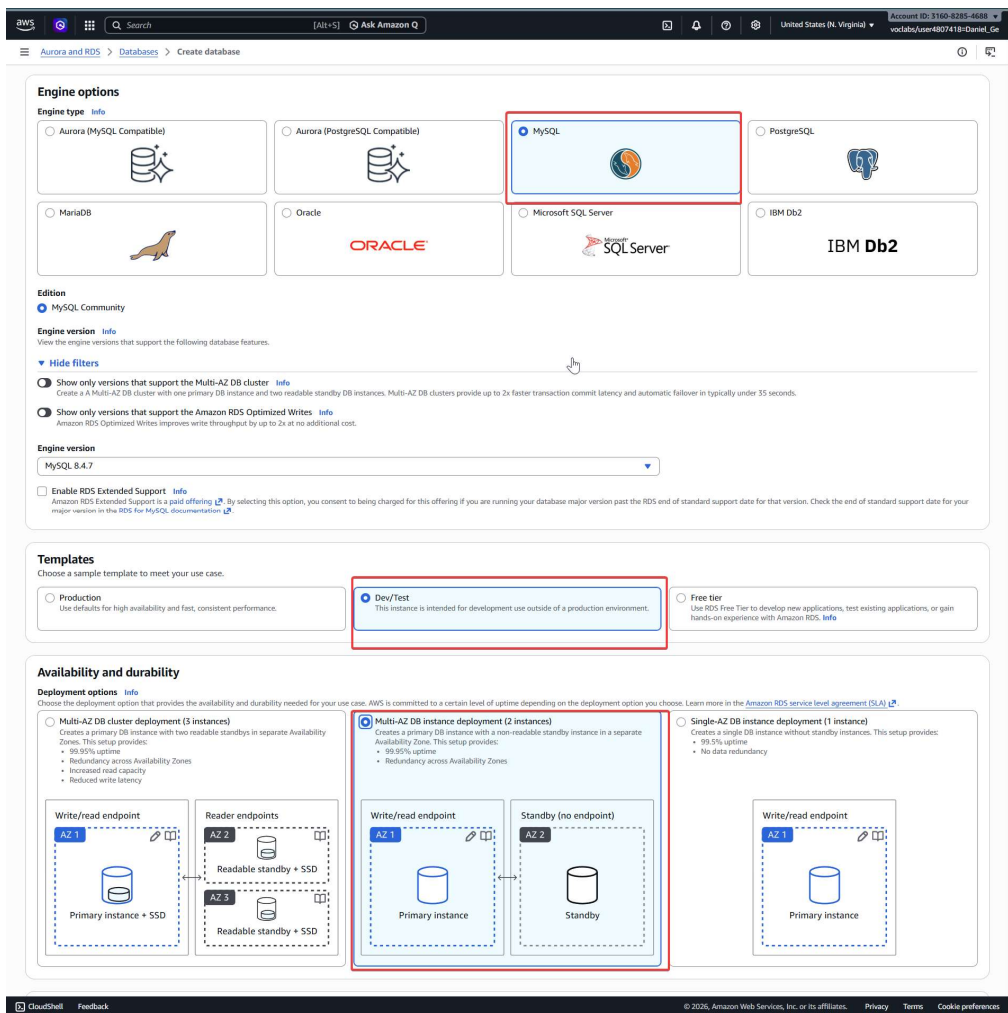 aws
Search
[Alt+S]
Ask Amazon Q
United States (N. Virginia)
Account ID: 3160-8285-4688
voclabs/user4807418=Daniel_Ge
Aurora and RDS > Databases > Create database
Engine options
Engine type Info
Aurora (MySQL Compatible)
Aurora (PostgreSQL Compatible)
MySQL
PostgreSQL
MariaDB
Oracle
ORACLE
Microsoft SQL Server
Microsoft
SQL Server
IBM Db2
IBM Db2
Edition
MySQL Community
Engine version Info
View the engine versions that support the following database features.
Hide filters
Show only versions that support the Multi-AZ DB cluster Info
Create a A Multi-AZ DB cluster with one primary DB instance and two readable standby DB instances. Multi-AZ DB clusters provide up to 2x faster transaction commit latency and automatic failover in typically under 35 seconds.
Show only versions that support the Amazon RDS Optimized Writes Info
Amazon RDS Optimized Writes improves write throughput by up to 2x at no additional cost.
Engine version
MySQL 8.4.7
Enable RDS Extended Support Info
Amazon RDS Extended Support is a paid offering. By selecting this option, you consent to being charged for this offering if you are running your database major version past the RDS end of standard support date for that version. Check the end of standard support date for your
major version in the RDS for MySQL documentation.
Templates
Choose a sample template to meet your use case.
Production
Use defaults for high availability and fast, consistent performance.
Dev/Test
This instance is intended for development use outside of a production environment.
Free tier
Use RDS Free Tier to develop new applications, test existing applications, or gain
hands-on experience with Amazon RDS. Info
Availability and durability
Deployment options Info
Choose the deployment option that provides the availability and durability needed for your use case. AWS is committed to a certain level of uptime depending on the deployment option you choose. Learn more in the Amazon RDS service level agreement (SLA).
Multi-AZ DB cluster deployment (3 instances)
Creates a primary DB instance with two readable standbys in separate Availability
Zones. This setup provides:
• 99.95% uptime
• Redundancy across Availability Zones
• Increased read capacity
• Reduced write latency
Write/read endpoint
AZ 1
Primary instance + SSD
Reader endpoints
AZ 2
Readable standby + SSD
AZ 3
Readable standby + SSD
Multi-AZ DB instance deployment (2 instances)
Creates a primary DB instance with a non-readable standby instance in a separate
Availability Zone. This setup provides:
• 99.95% uptime
• Redundancy across Availability Zones
Write/read endpoint
AZ 1
Primary instance
Standby (no endpoint)
AZ 2
Standby
Single-AZ DB instance deployment (1 instance)
Creates a single DB instance without standby instances. This setup provides:
• 99.5% uptime
• No data redundancy
Write/read endpoint
AZ 1
Primary instance
CloudShell Feedback
© 2026, Amazon Web Services, Inc. or its affiliates. Privacy Terms Cookie preferences